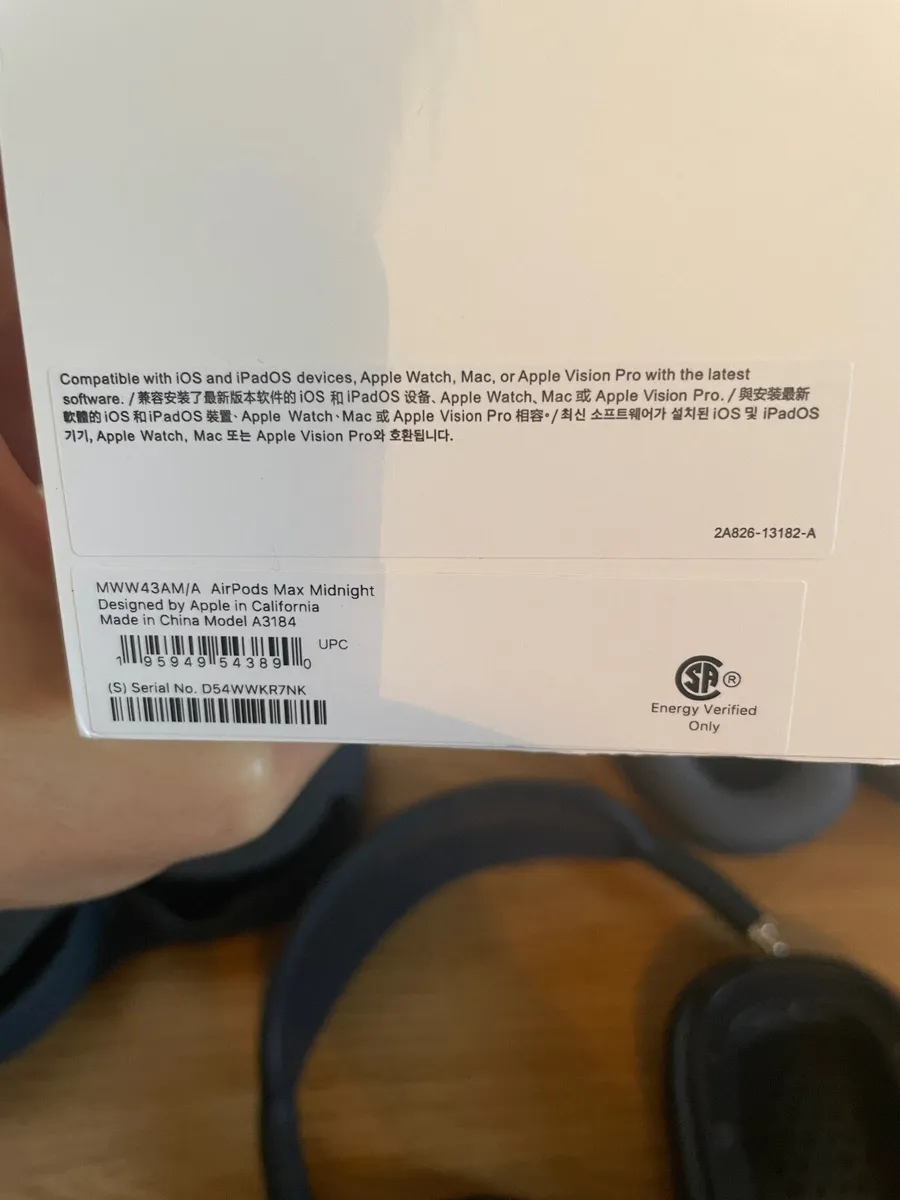 Compatible with iOS and iPadOS devices, Apple Watch, Mac, or Apple Vision Pro with the latest
software. / 兼容安装了最新版本软件的 iOS 和 iPadOS 设备、Apple Watch、Mac 或 Apple Vision Pro. / 與安裝最新
軟體的 iOS 和 iPadOS 裝置、Apple Watch、Mac 或 Apple Vision Pro 相容。/ 최신 소프트웨어가 설치된 iOS 및 iPadOS
기기, Apple Watch, Mac 또는 Apple Vision Pro와 호환됩니다.
2A826-13182-A
MWW43AM/A AirPods Max Midnight
Designed by Apple in California
Made in China Model A3184
UPC
1 95949 54389 0
(S) Serial No. D54WWKR7NK
SA ®
Energy Verified
Only